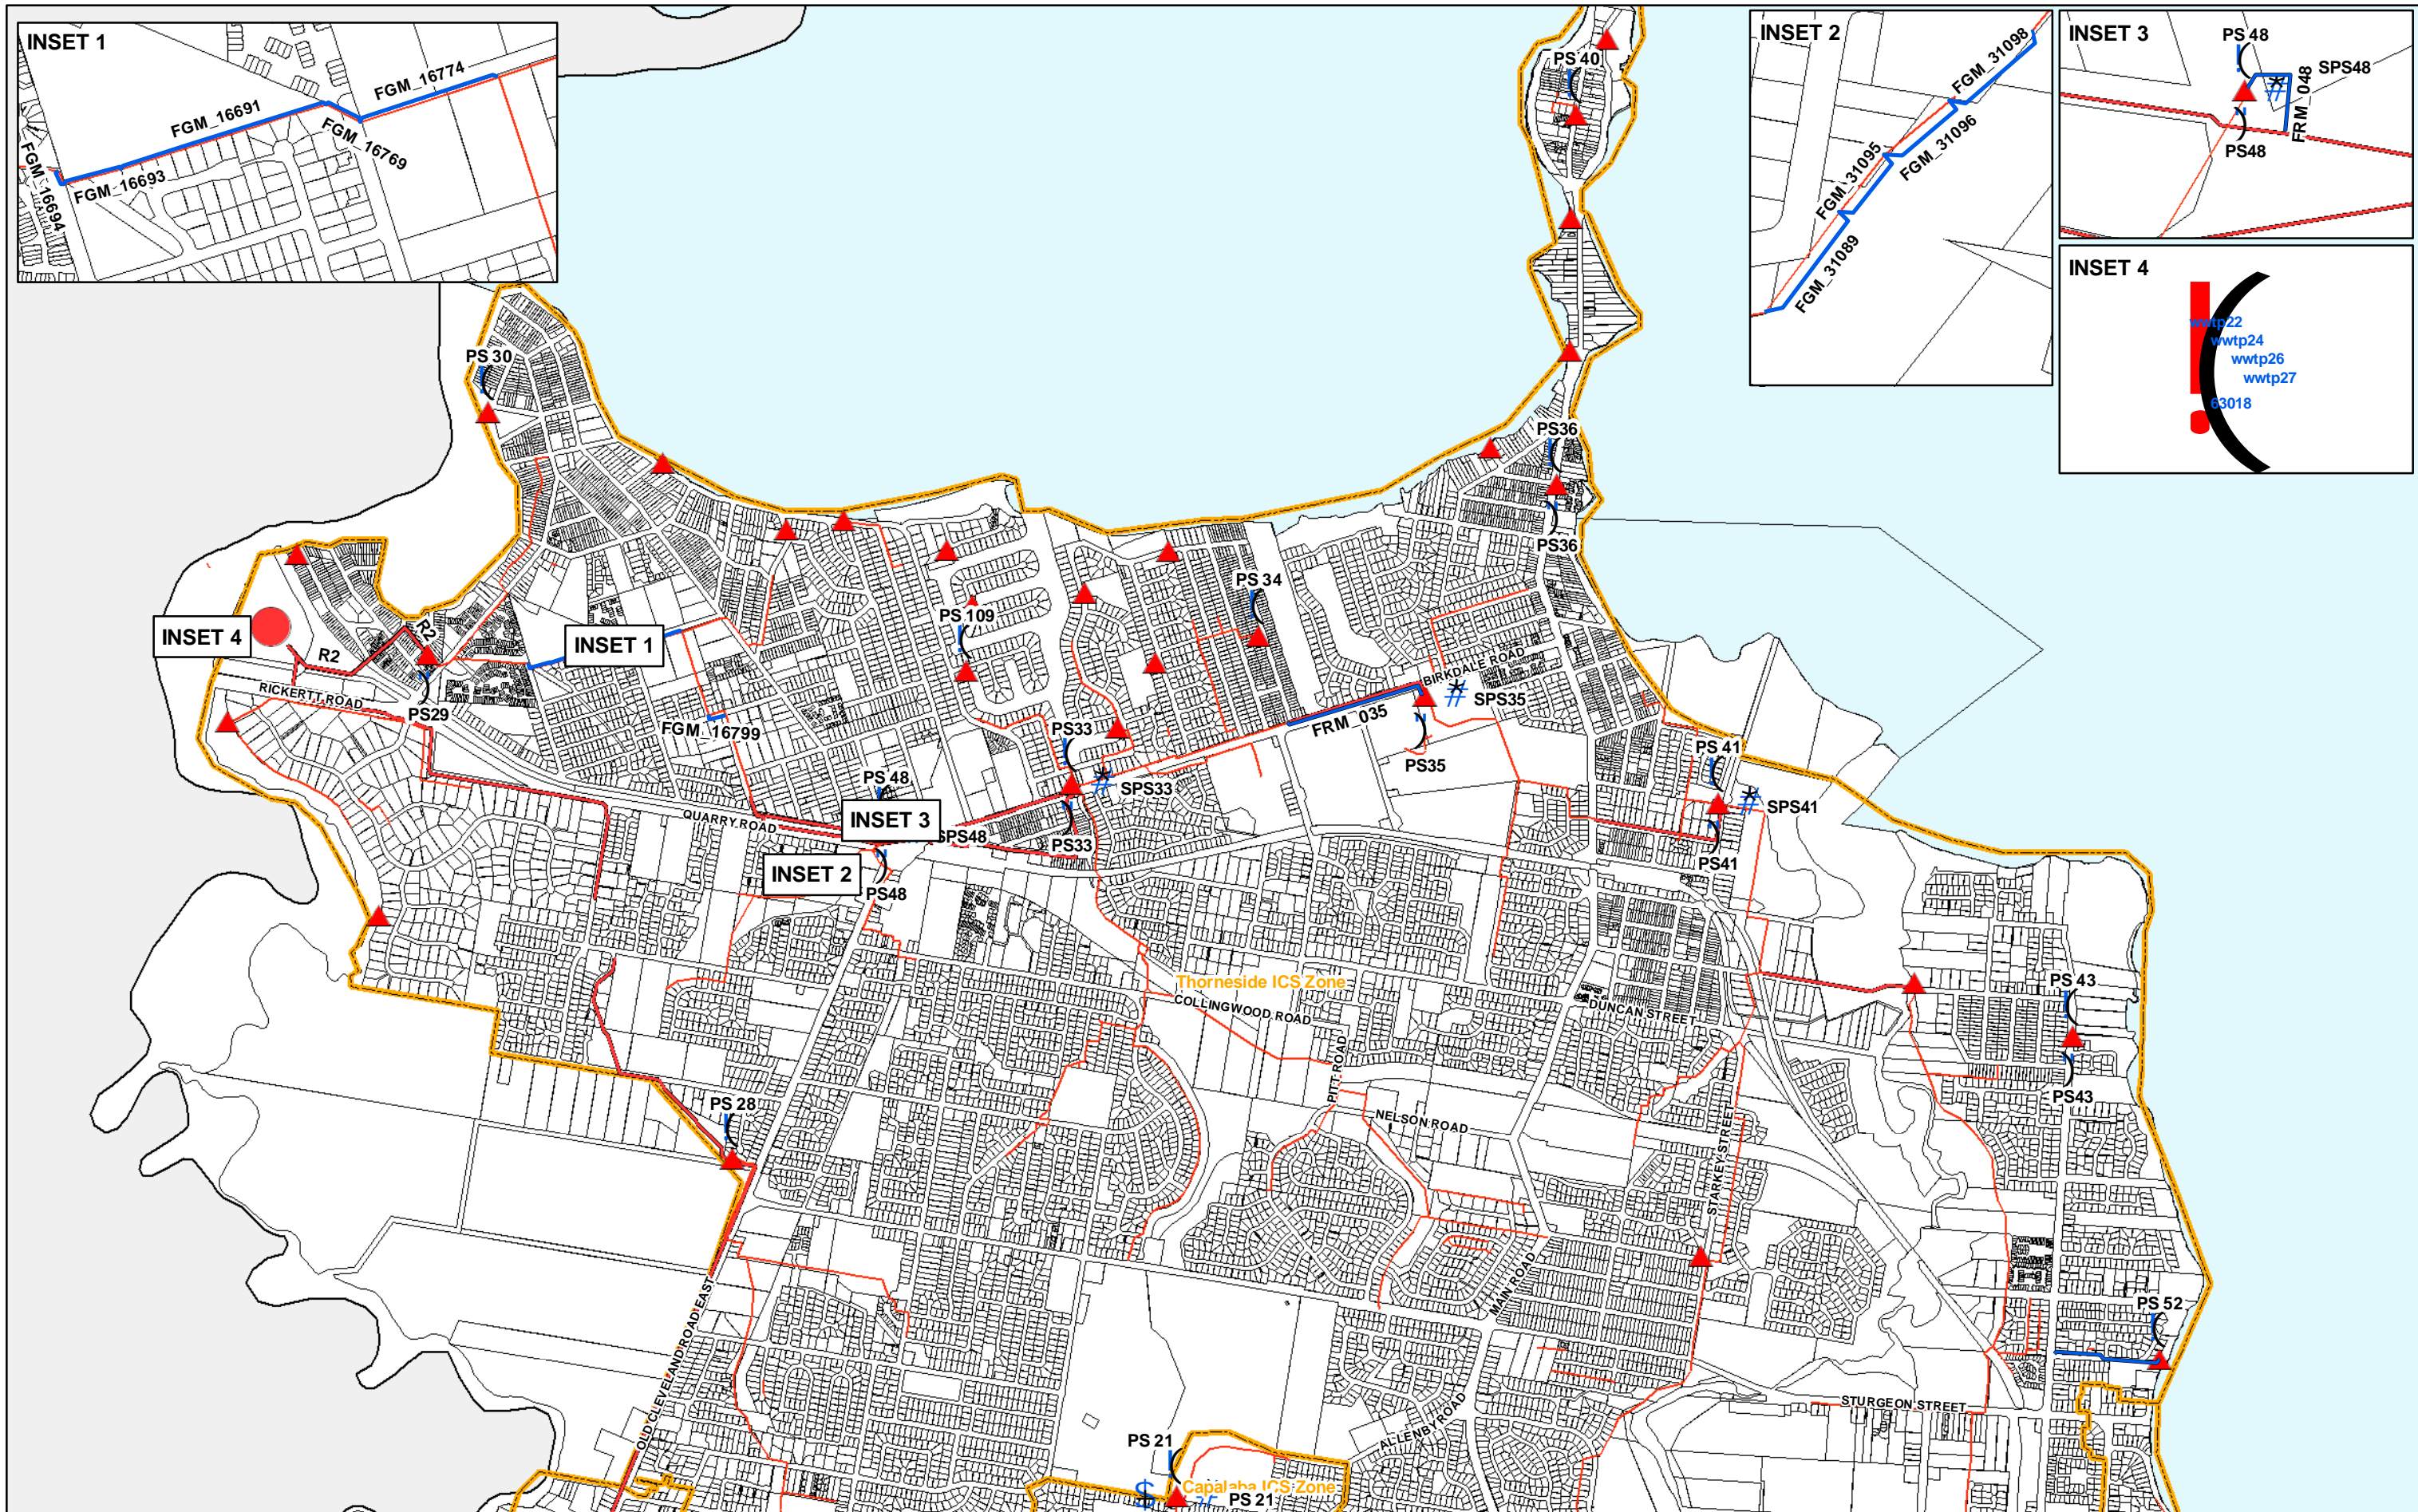 INSET 1
FGM_16774
FGM_16691
FGM_16769
FGM_16693
FGM_16694
INSET 2
FGM_31098
FGM_31096
FGM_31095
FGM_31089
INSET 3
PS 48
SPS48
FRM_048
PS48
INSET 4
wwtp22
wwtp24
wwtp26
wwtp27
63018
PS 40
PS 30
PS36
PS36
PS 34
PS 109
INSET 4
R2
R2
INSET 1
RICKERTT ROAD
PS29
FGM_16799
BIRKDALE ROAD
SPS35
FRM_035
PS35
PS33
SPS33
PS33
PS 41
SPS41
PS41
PS 48
INSET 3
QUARRY ROAD
SPS48
INSET 2
PS48
Thorneside ICS Zone
COLLINGWOOD ROAD
DUNCAN STREET
PS 43
PS43
PITT ROAD
NELSON ROAD
PS 28
STARKEY STREET
MAIN ROAD
OLD CLEVELAND ROAD EAST
PS 52
STURGEON STREET
ALLENBY ROAD
PS 21
Capalaba ICS Zone
PS 21